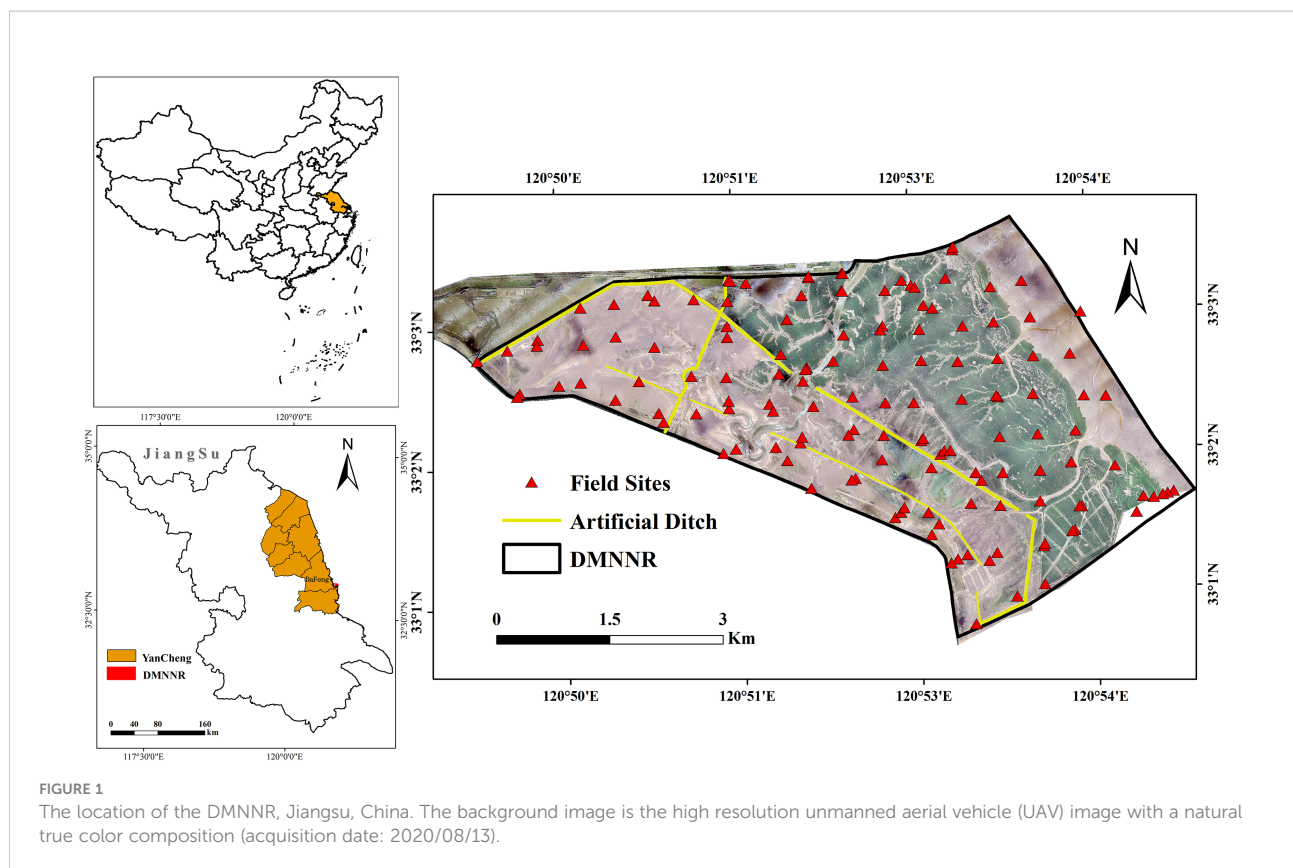 117°30'0"E
120°0'0"E
JiangSu
N
35°0'0"N
35°0'0"N
DaFeng
32°30'0"N
32°30'0"N
YanCheng
DMNNR
0 40 80 160
km
117°30'0"E
120°0'0"E
120°50'E
120°51'E
120°53'E
120°54'E
N
33°3'N
33°3'N
33°2'N
33°2'N
33°1'N
33°1'N
Field Sites
Artificial Ditch
DMNNR
0 1.5 3
Km
120°50'E
120°51'E
120°53'E
120°54'E
FIGURE 1
The location of the DMNNR, Jiangsu, China. The background image is the high resolution unmanned aerial vehicle (UAV) image with a natural
true color composition (acquisition date: 2020/08/13).